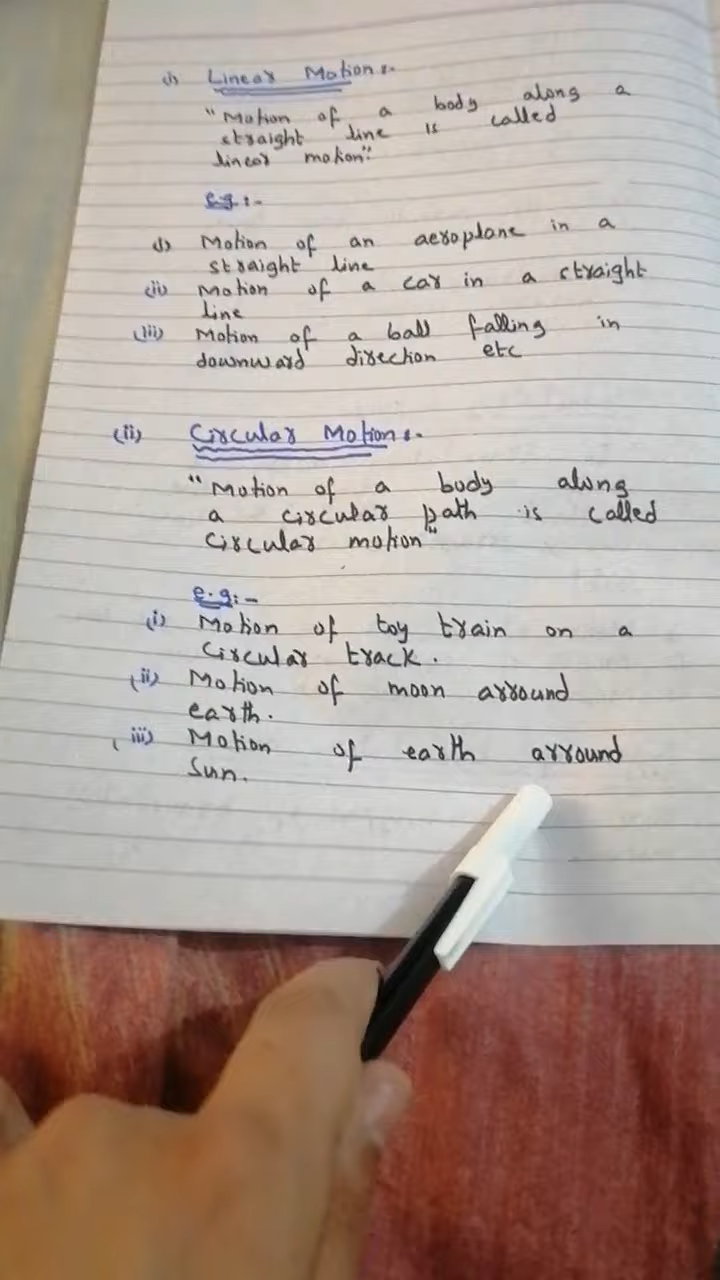 (i) Linear Motion:-
"Motion of a body along a
straight line is called
linear motion"
e.g:-
(i) Motion of an aeroplane in a
straight line
(ii) Motion of a car in a straight
line
(iii) Motion of a ball falling in
downward direction etc
(ii) Circular Motion:-
"Motion of a body along
a circular path is called
circular motion"
e.g:-
(i) Motion of toy train on a
circular track.
(ii) Motion of moon arround
earth.
(iii) Motion of earth arround
Sun.